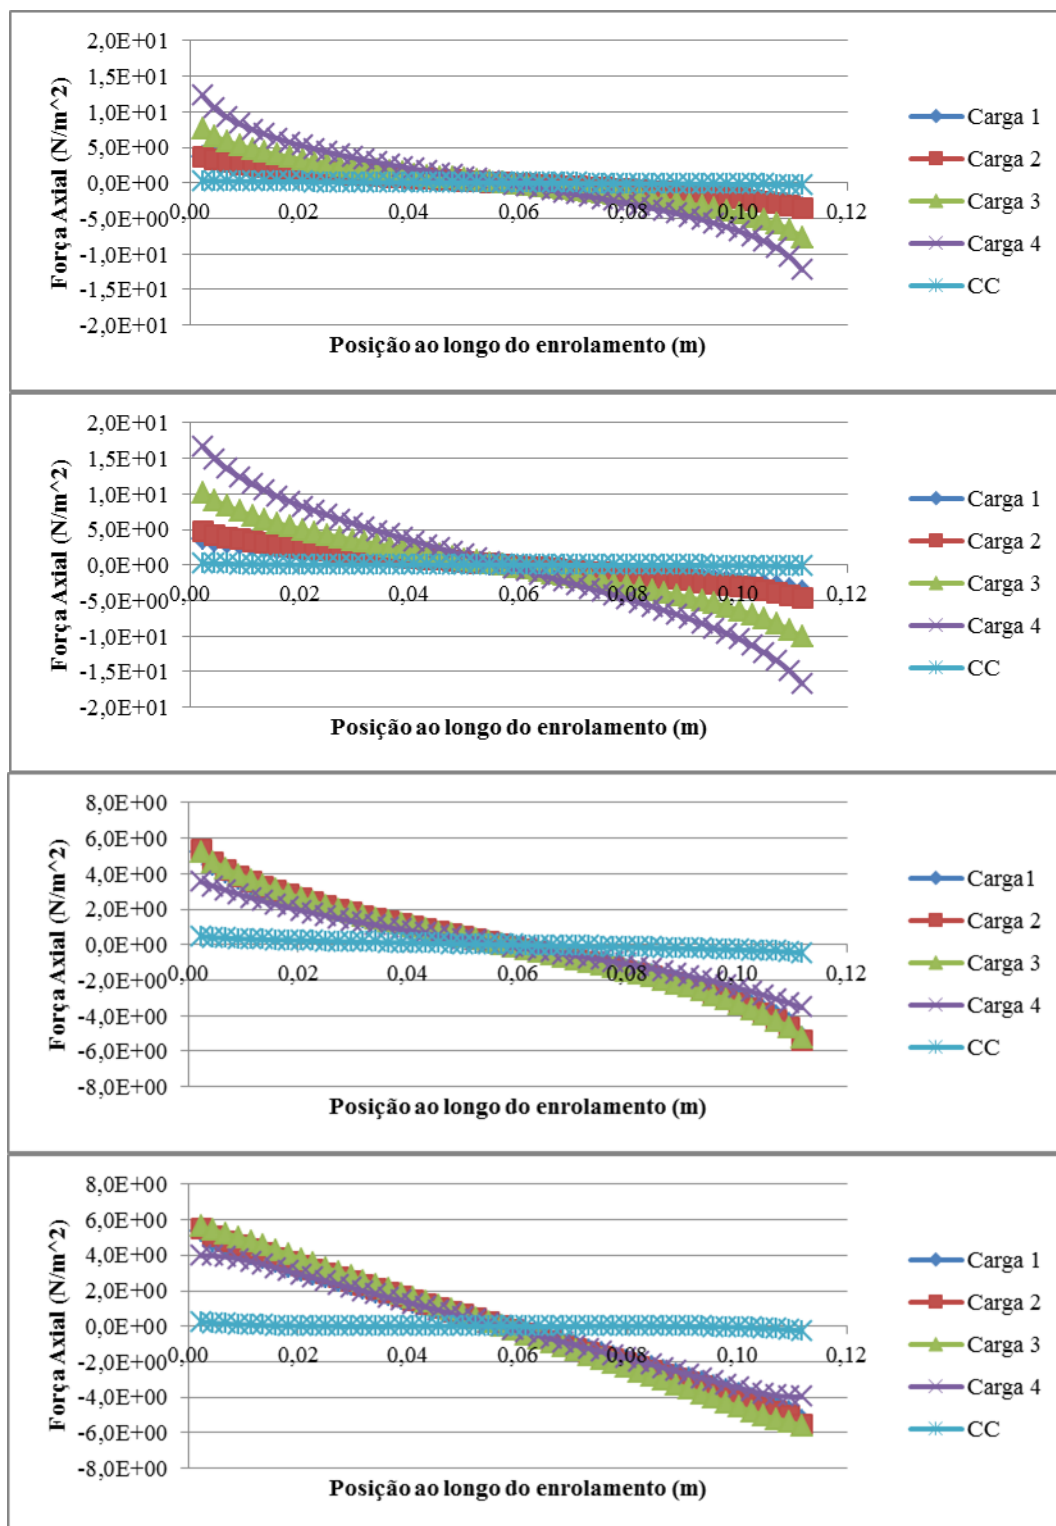 2,0E+01
1,5E+01
1,0E+01
5,0E+00
0,0E+00
-5,0E+00
-1,0E+01
-1,5E+01
-2,0E+01
Força Axial (N/m^2)
0,00 0,02 0,04 0,06 0,08 0,10 0,12
Posição ao longo do enrolamento (m)
Carga 1
Carga 2
Carga 3
Carga 4
CC
2,0E+01
1,5E+01
1,0E+01
5,0E+00
0,0E+00
-5,0E+00
-1,0E+01
-1,5E+01
-2,0E+01
Força Axial (N/m^2)
0,00 0,02 0,04 0,06 0,08 0,10 0,12
Posição ao longo do enrolamento (m)
Carga 1
Carga 2
Carga 3
Carga 4
CC
8,0E+00
6,0E+00
4,0E+00
2,0E+00
0,0E+00
-2,0E+00
-4,0E+00
-6,0E+00
-8,0E+00
Força Axial (N/m^2)
0,00 0,02 0,04 0,06 0,08 0,10 0,12
Posição ao longo do enrolamento (m)
Carga1
Carga 2
Carga 3
Carga 4
CC
8,0E+00
6,0E+00
4,0E+00
2,0E+00
0,0E+00
-2,0E+00
-4,0E+00
-6,0E+00
-8,0E+00
Força Axial (N/m^2)
0,00 0,02 0,04 0,06 0,08 0,10 0,12
Posição ao longo do enrolamento (m)
Carga 1
Carga 2
Carga 3
Carga 4
CC